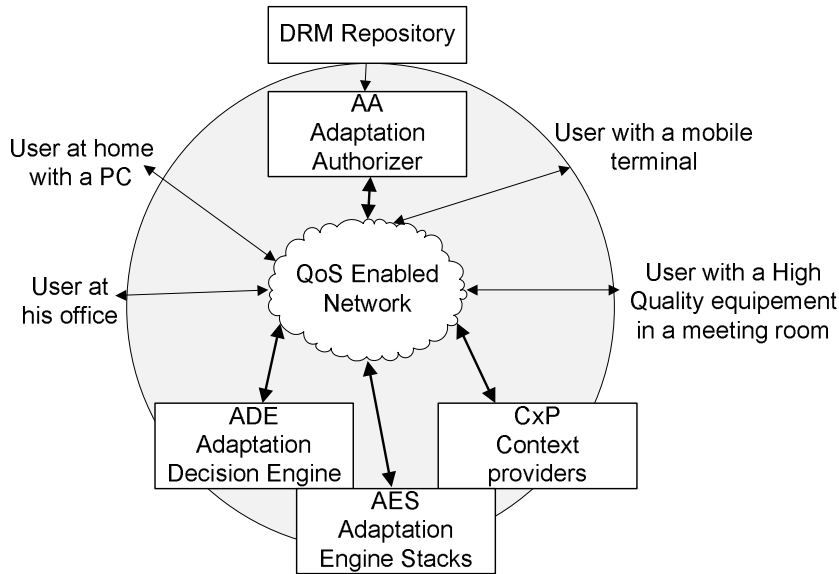 DRM Repository
AA
Adaptation
Authorizer
User at home
with a PC
User with a mobile
terminal
QoS Enabled
Network
User at
his office
User with a High
Quality equipement
in a meeting room
ADE
Adaptation
Decision Engine
CxP
Context
providers
AES
Adaptation
Engine Stacks